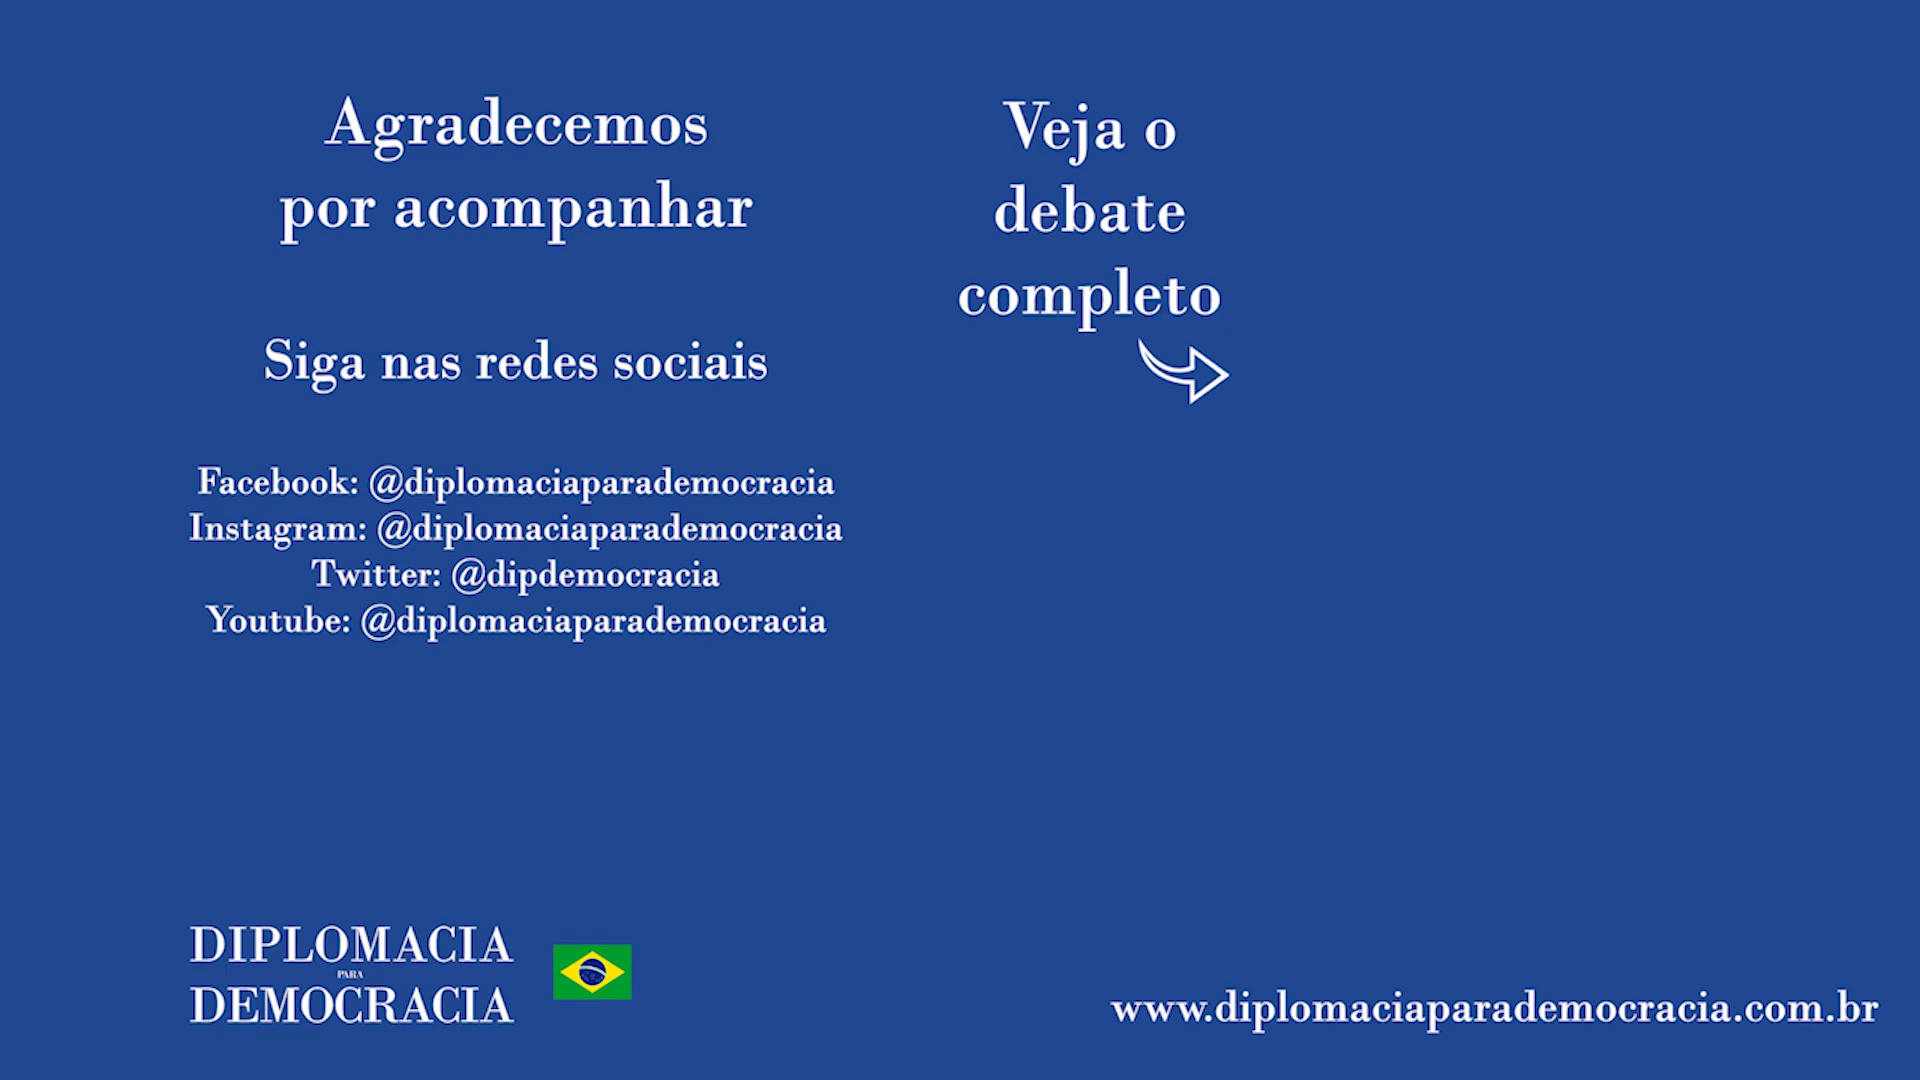 Agradecemos
por acompanhar
Siga nas redes sociais
Facebook: @diplomaciaparademocracia
Instagram: @diplomaciaparademocracia
Twitter: @dipdemocracia
Youtube: @diplomaciaparademocracia
Veja o
debate
completo
DIPLOMACIA
PARA
DEMOCRACIA
www.diplomaciaparademocracia.com.br